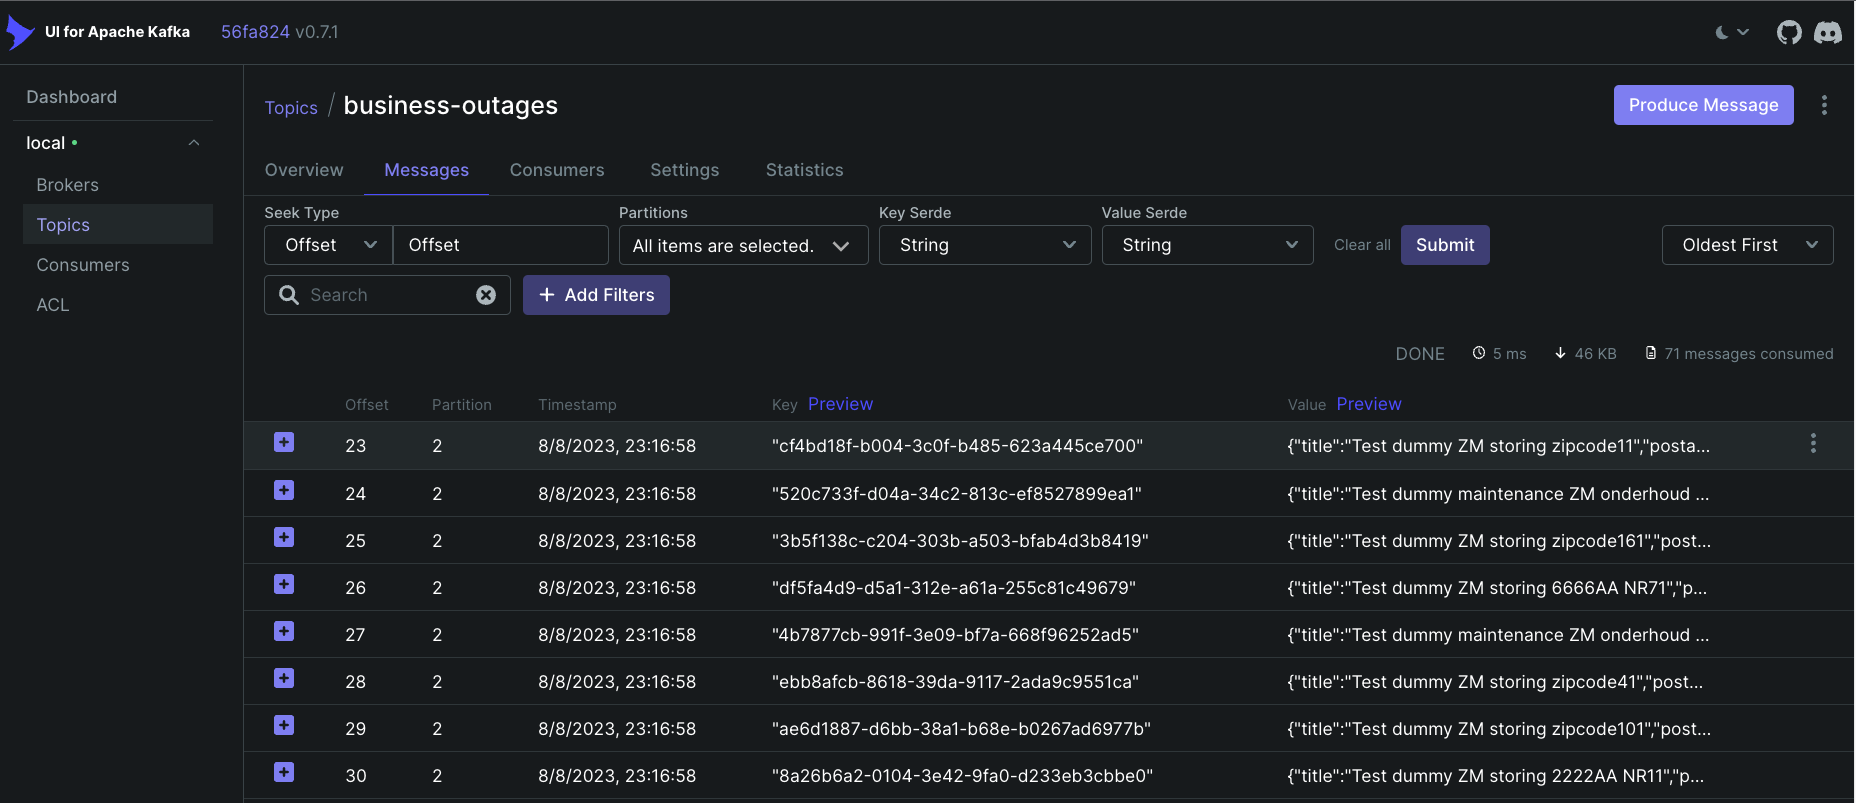 UI for Apache Kafka 56fa824 v0.7.1
Dashboard
local
Brokers
Topics
Consumers
ACL
Topics / business-outages
Produce Message
Overview Messages Consumers Settings Statistics
Seek Type Partitions Key Serde Value Serde
Offset Offset All items are selected. String String Clear all Submit Oldest First
Search Add Filters
DONE 5 ms 46 KB 71 messages consumed
Offset Partition Timestamp Key Preview Value Preview
23 2 8/8/2023, 23:16:58 "cf4bd18f-b004-3c0f-b485-623a445ce700" {"title":"Test dummy ZM storing zipcode11","posta...
24 2 8/8/2023, 23:16:58 "520c733f-d04a-34c2-813c-ef8527899ea1" {"title":"Test dummy maintenance ZM onderhoud ...
25 2 8/8/2023, 23:16:58 "3b5f138c-c204-303b-a503-bfab4d3b8419" {"title":"Test dummy ZM storing zipcode161","post...
26 2 8/8/2023, 23:16:58 "df5fa4d9-d5a1-312e-a61a-255c81c49679" {"title":"Test dummy ZM storing 6666AA NR71","p...
27 2 8/8/2023, 23:16:58 "4b7877cb-991f-3e09-bf7a-668f96252ad5" {"title":"Test dummy maintenance ZM onderhoud ...
28 2 8/8/2023, 23:16:58 "ebb8afcb-8618-39da-9117-2ada9c9551ca" {"title":"Test dummy ZM storing zipcode41","post...
29 2 8/8/2023, 23:16:58 "ae6d1887-d6bb-38a1-b68e-b0267ad6977b" {"title":"Test dummy ZM storing zipcode101","post...
30 2 8/8/2023, 23:16:58 "8a26b6a2-0104-3e42-9fa0-d233eb3cbbe0" {"title":"Test dummy ZM storing 2222AA NR11","p...